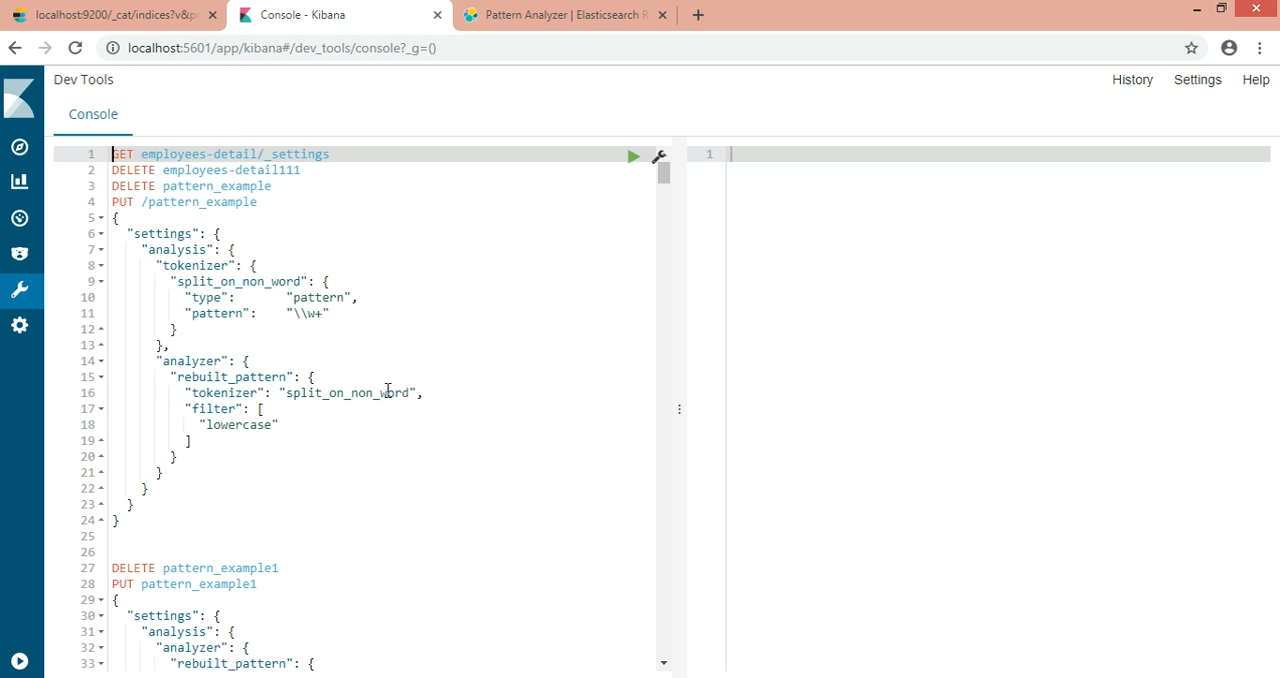 localhost:9200/_cat/indices?v&p
Console - Kibana
Pattern Analyzer | Elasticsearch R
localhost:5601/app/kibana#/dev_tools/console?_g=()
Dev Tools
History Settings Help
Console
1 GET employees-detail/_settings
2 DELETE employees-detail111
3 DELETE pattern_example
4 PUT /pattern_example
5 {
6 "settings": {
7 "analysis": {
8 "tokenizer": {
9 "split_on_non_word": {
10 "type": "pattern",
11 "pattern": "\\w+"
12 }
13 },
14 "analyzer": {
15 "rebuilt_pattern": {
16 "tokenizer": "split_on_non_word",
17 "filter": [
18 "lowercase"
19 ]
20 }
21 }
22 }
23 }
24 }
25
26
27 DELETE pattern_example1
28 PUT pattern_example1
29 {
30 "settings": {
31 "analysis": {
32 "analyzer": {
33 "rebuilt_pattern": {
1